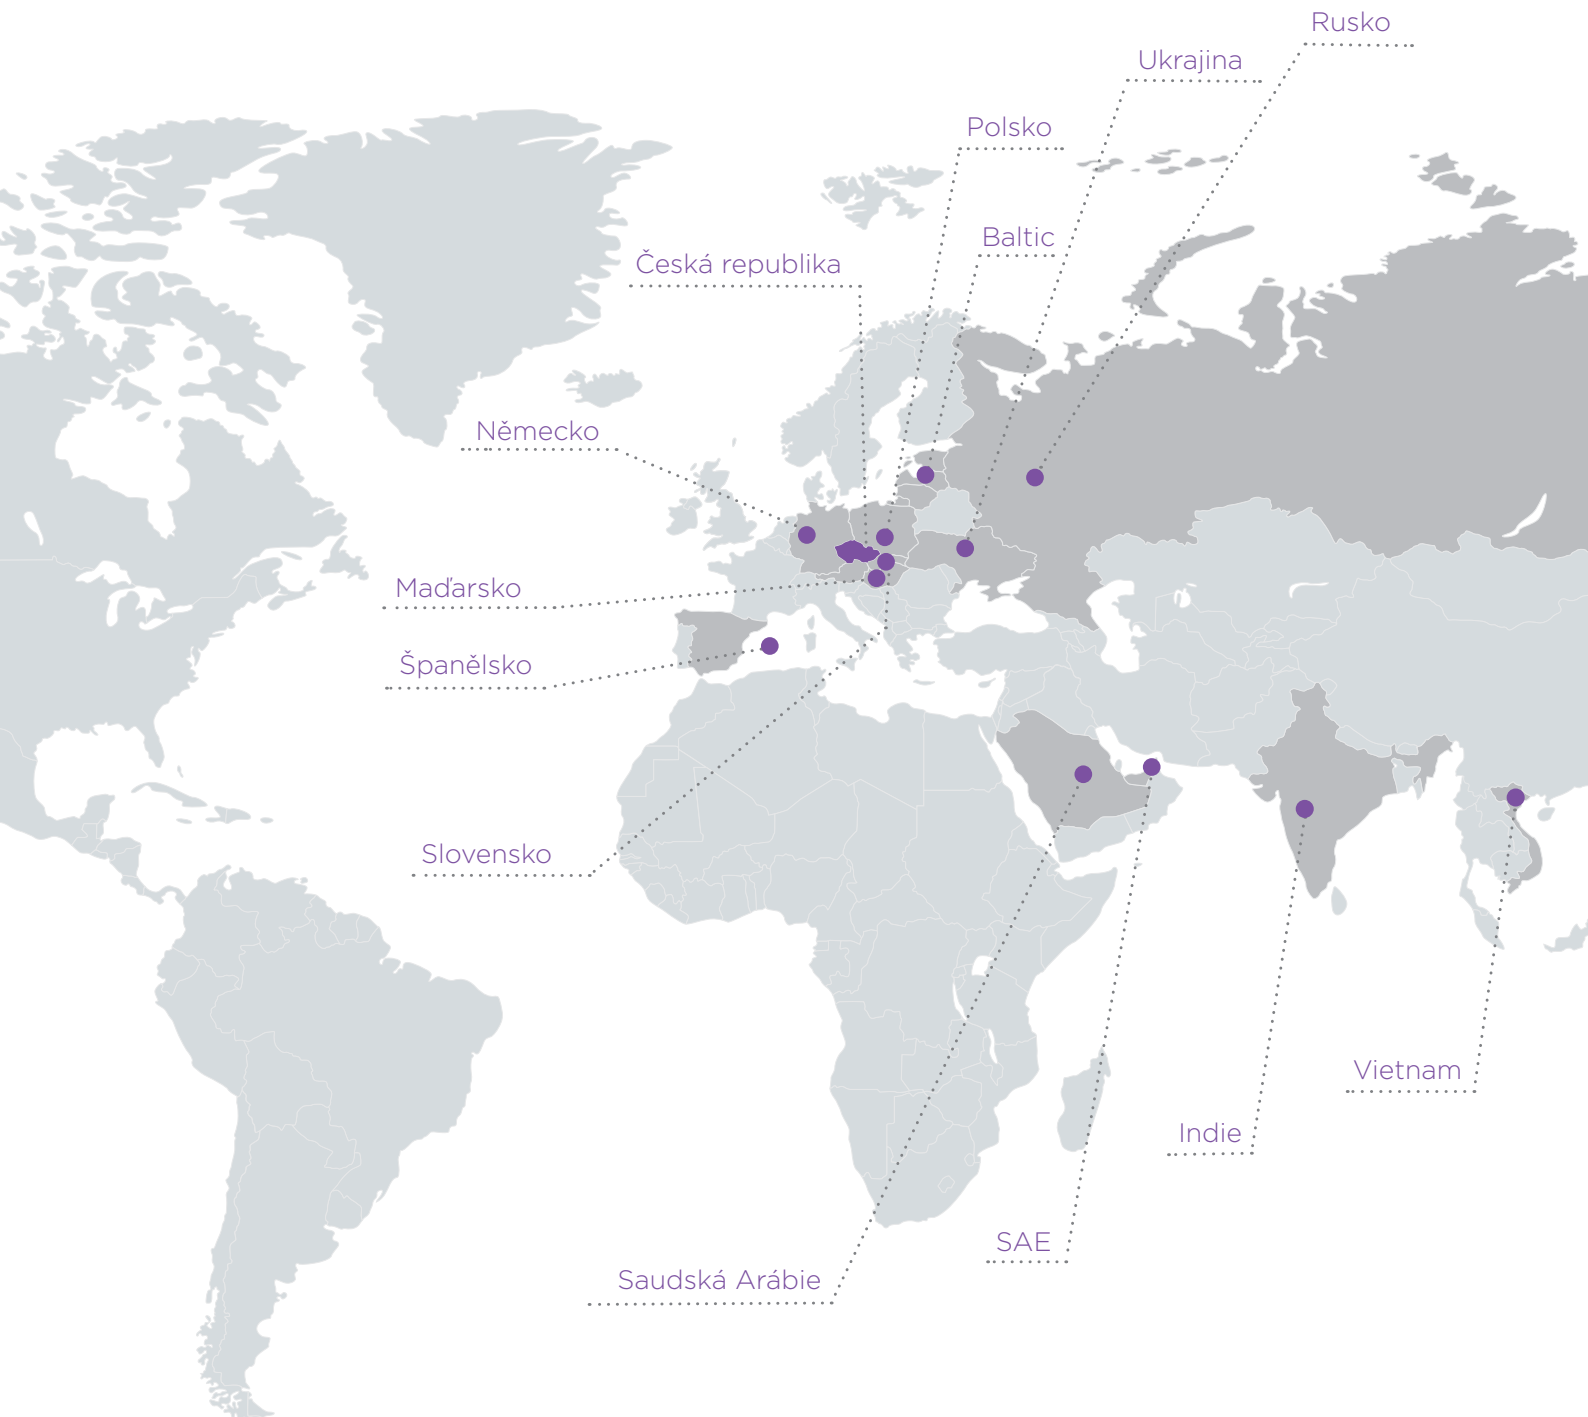 Rusko
Ukrajina
Polsko
Baltic
Česká republika
Německo
Maďarsko
Španělsko
Slovensko
Vietnam
Indie
SAE
Saudská Arábie